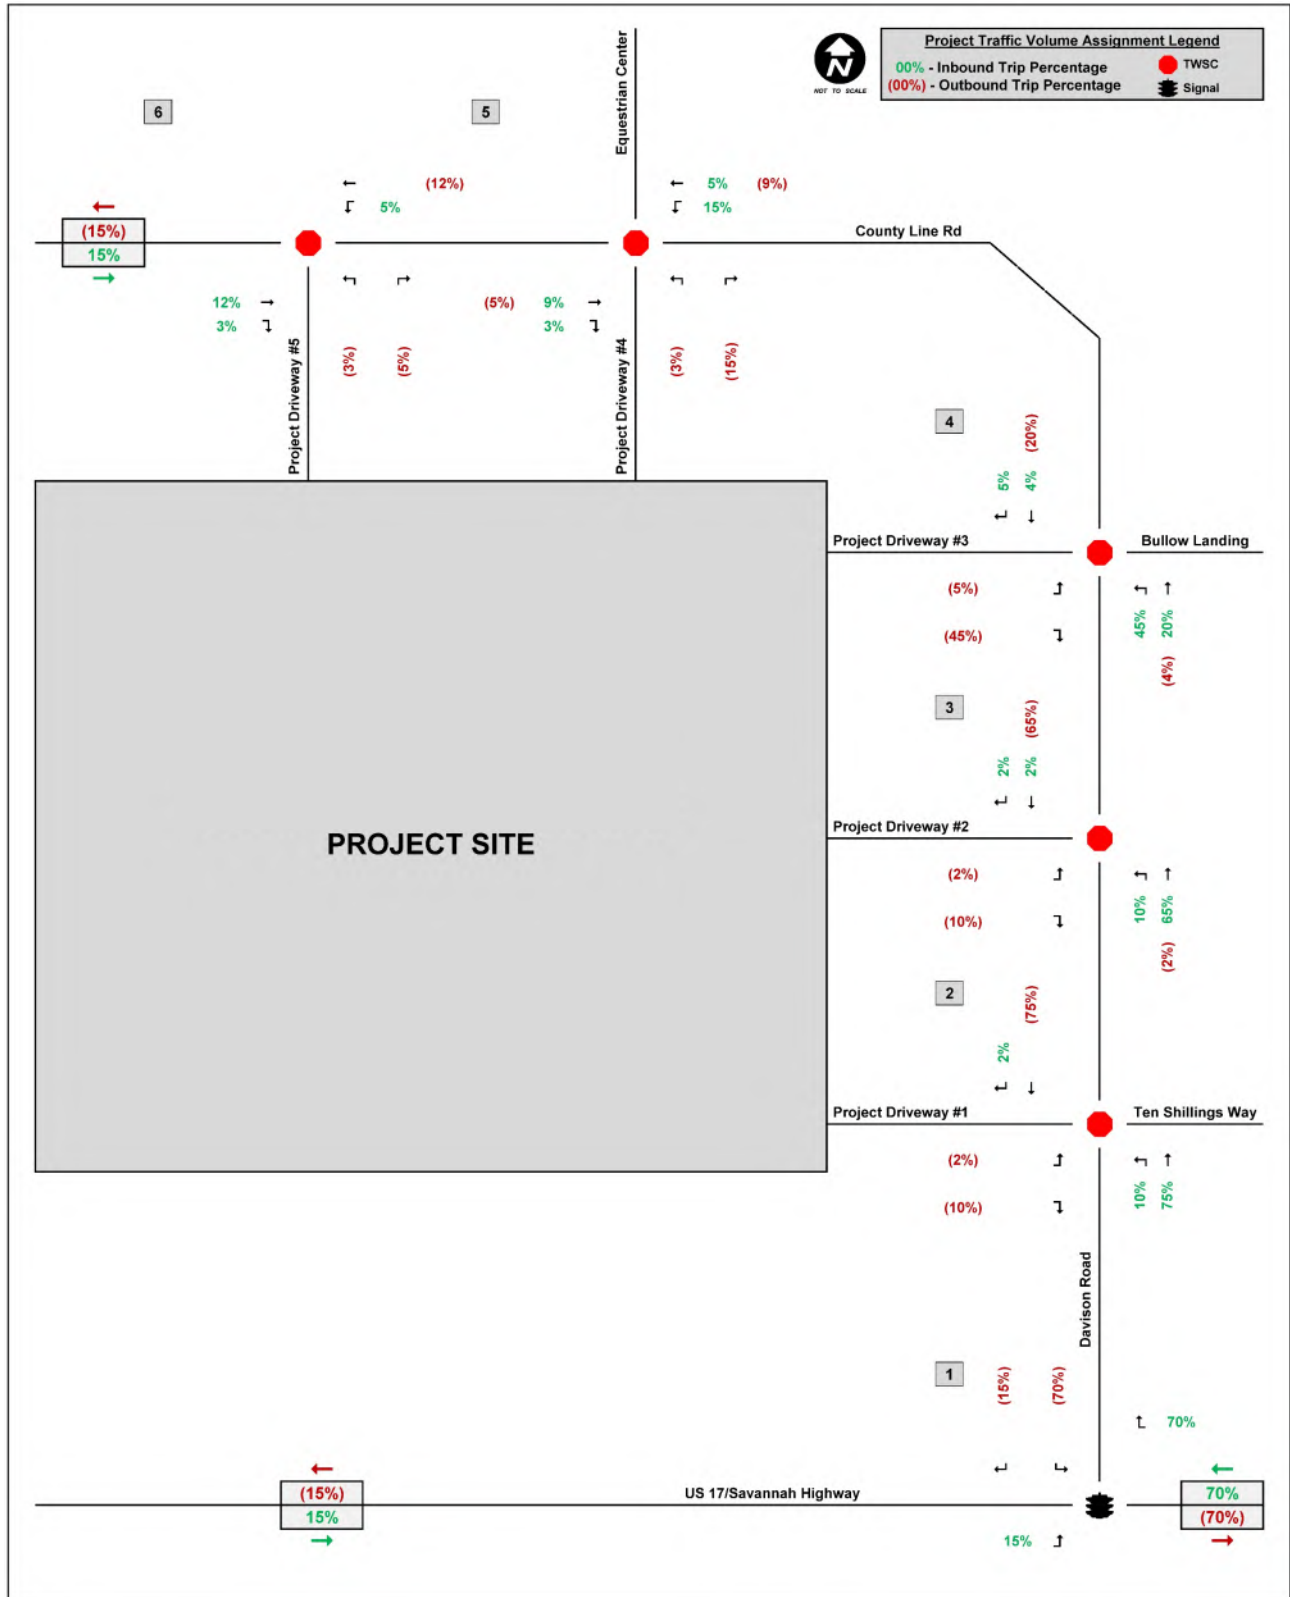 Project Traffic Volume Assignment Legend
00% - Inbound Trip Percentage
TWSC
(00%) - Outbound Trip Percentage
Signal
N
NOT TO SCALE
Equestrian Center
6
5
(12%)
5%
5% (9%)
15%
(15%)
15%
County Line Rd
12%
3%
(5%) 9%
3%
Project Driveway #5
(3%)
(5%)
Project Driveway #4
(3%)
(15%)
4
(20%)
5%
4%
Project Driveway #3
Bullow Landing
(5%)
(45%)
45%
20%
(4%)
3
(65%)
2%
2%
PROJECT SITE
Project Driveway #2
(2%)
(10%)
10%
65%
(2%)
2
(75%)
2%
Project Driveway #1
Ten Shillings Way
(2%)
(10%)
10%
75%
Davison Road
1
(15%)
(70%)
70%
US 17/Savannah Highway
(15%)
15%
70%
(70%)
15%